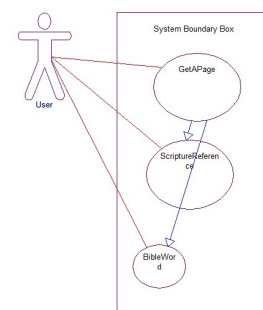 System Boundary Box
GetAPage
User
ScriptureReferen
ce
BibleWor
d